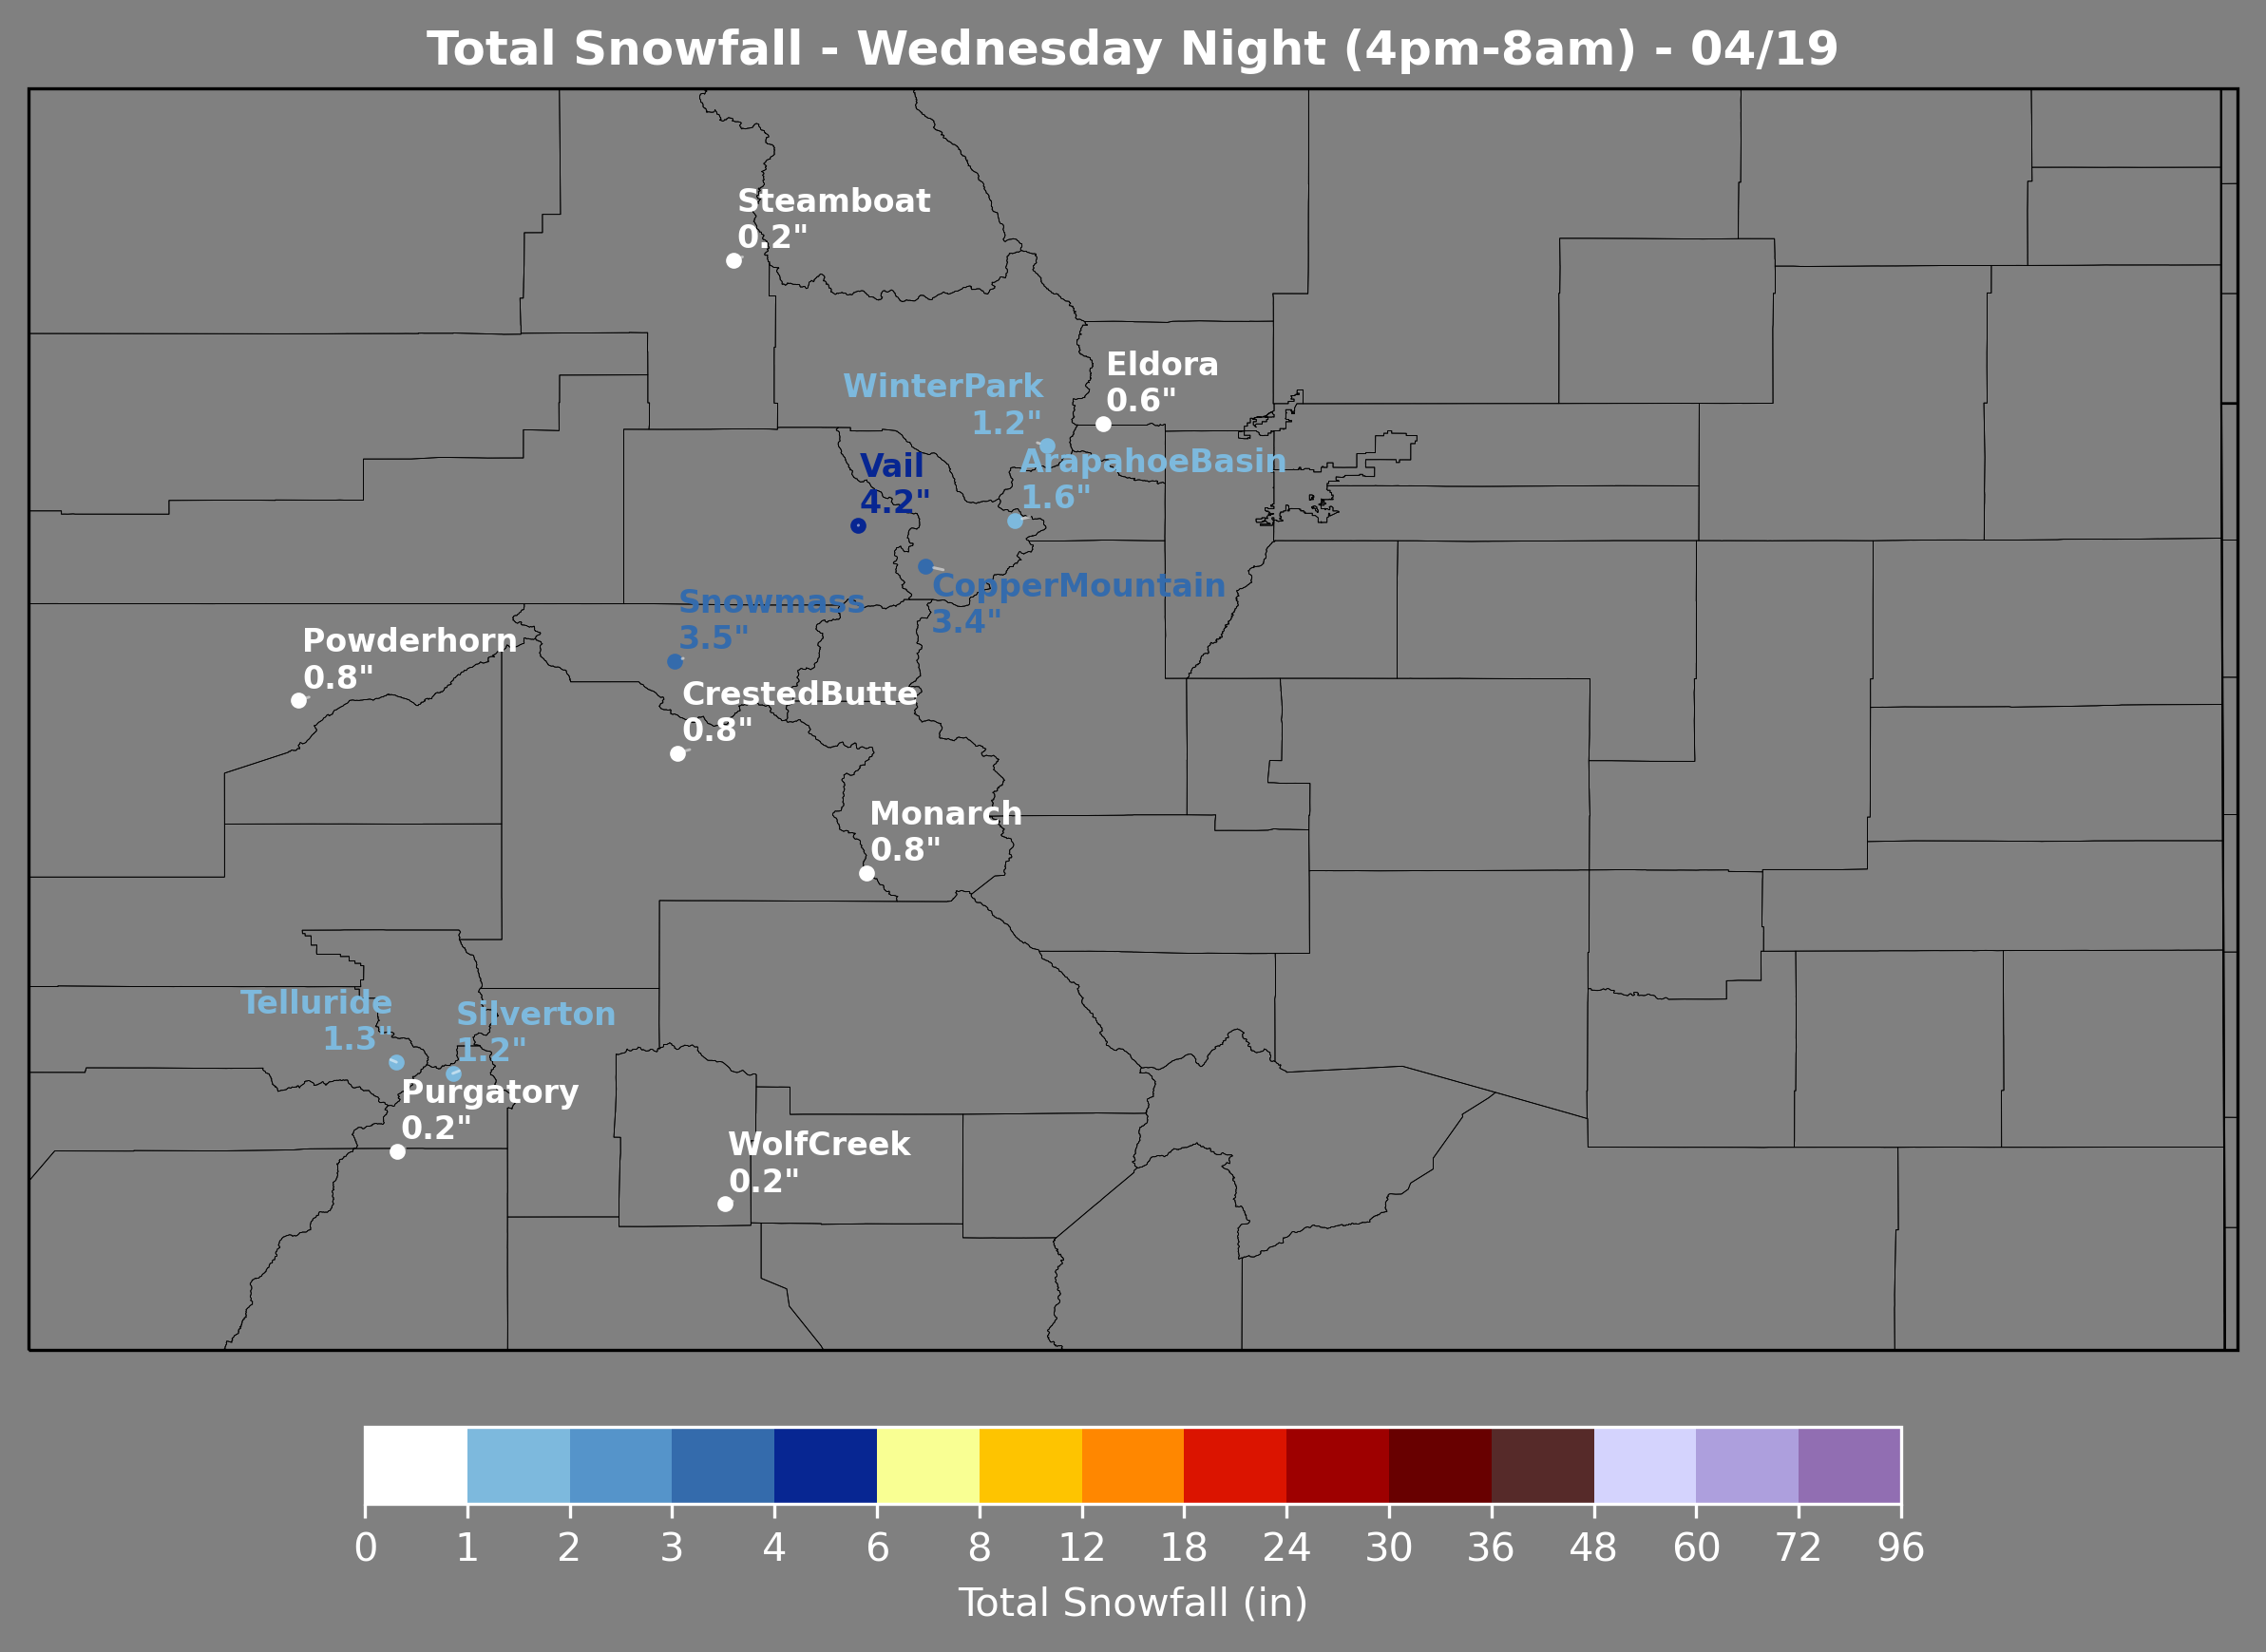 Total Snowfall - Wednesday Night (4pm-8am) - 04/19
Steamboat
0.2"
Eldora
0.6"
WinterPark
1.2"
ArapahoeBasin
1.6"
Vail
4.2"
CopperMountain
3.4"
Snowmass
3.5"
Powderhorn
0.8"
CrestedButte
0.8"
Monarch
0.8"
Telluride
1.3"
Silverton
1.2"
Purgatory
0.2"
WolfCreek
0.2"
0 1 2 3 4 6 8 12 18 24 30 36 48 60 72 96
Total Snowfall (in)